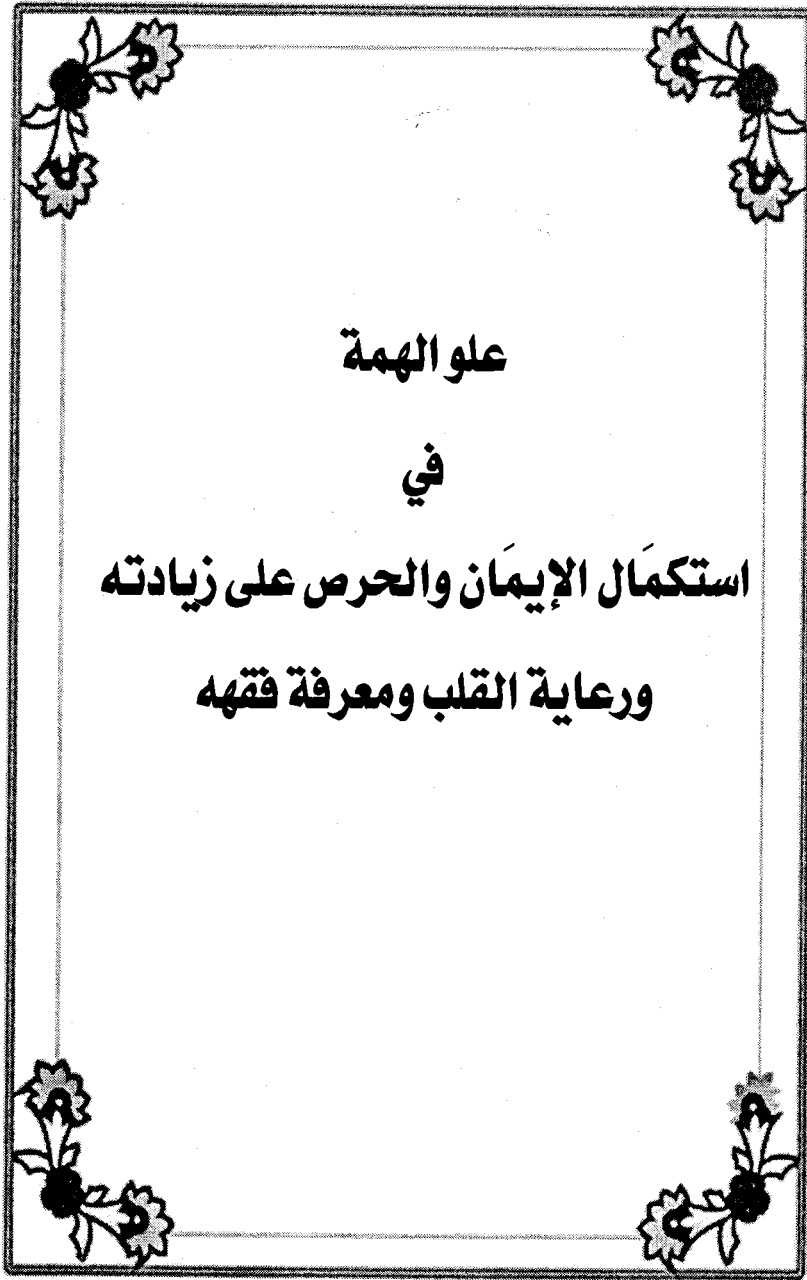 علو الهمة
في
استكمَال الإيمَان والحرص على زيادته
ورعاية القلب ومعرفة فقهه